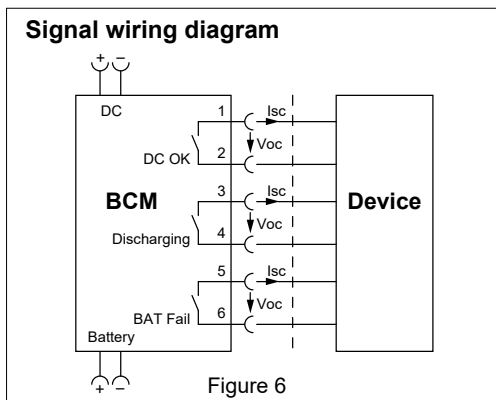 Signal wiring diagram
+ −
DC
1 Isc
Voc
DC OK 2
BCM
3 Isc
Device
Voc
Discharging 4
5 Isc
Voc
BAT Fail 6
Battery
+ −
Figure 6